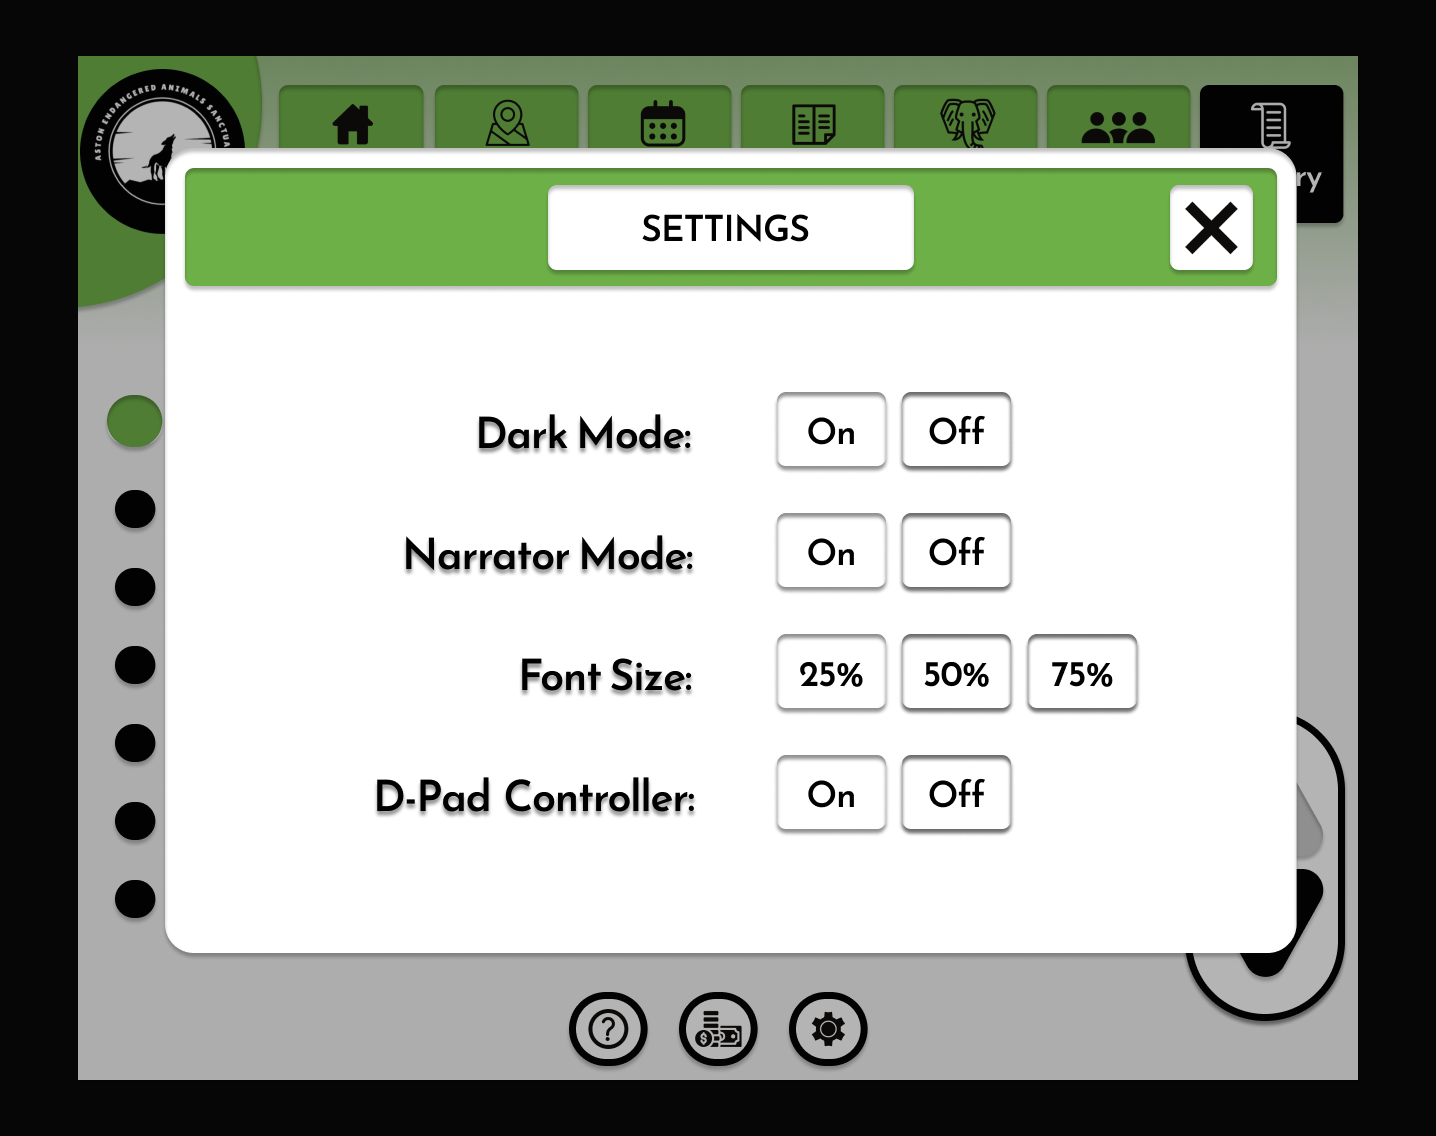 ASTON ENDANGERED ANIMALS
ry
SETTINGS
Dark Mode: On Off
Narrator Mode: On Off
Font Size: 25% 50% 75%
D-Pad Controller: On Off
?
$